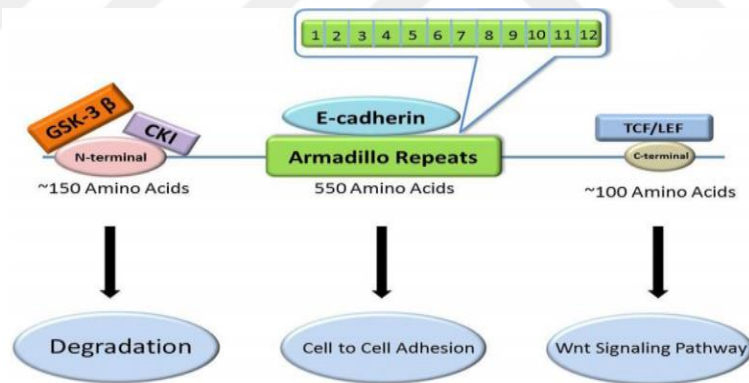 1 2 3 4 5 6 7 8 9 10 11 12
GSK-3 β
CKI
E-cadherin
TCF/LEF
N-terminal
Armadillo Repeats
C-terminal
~150 Amino Acids
550 Amino Acids
~100 Amino Acids
Degradation
Cell to Cell Adhesion
Wnt Signaling Pathway